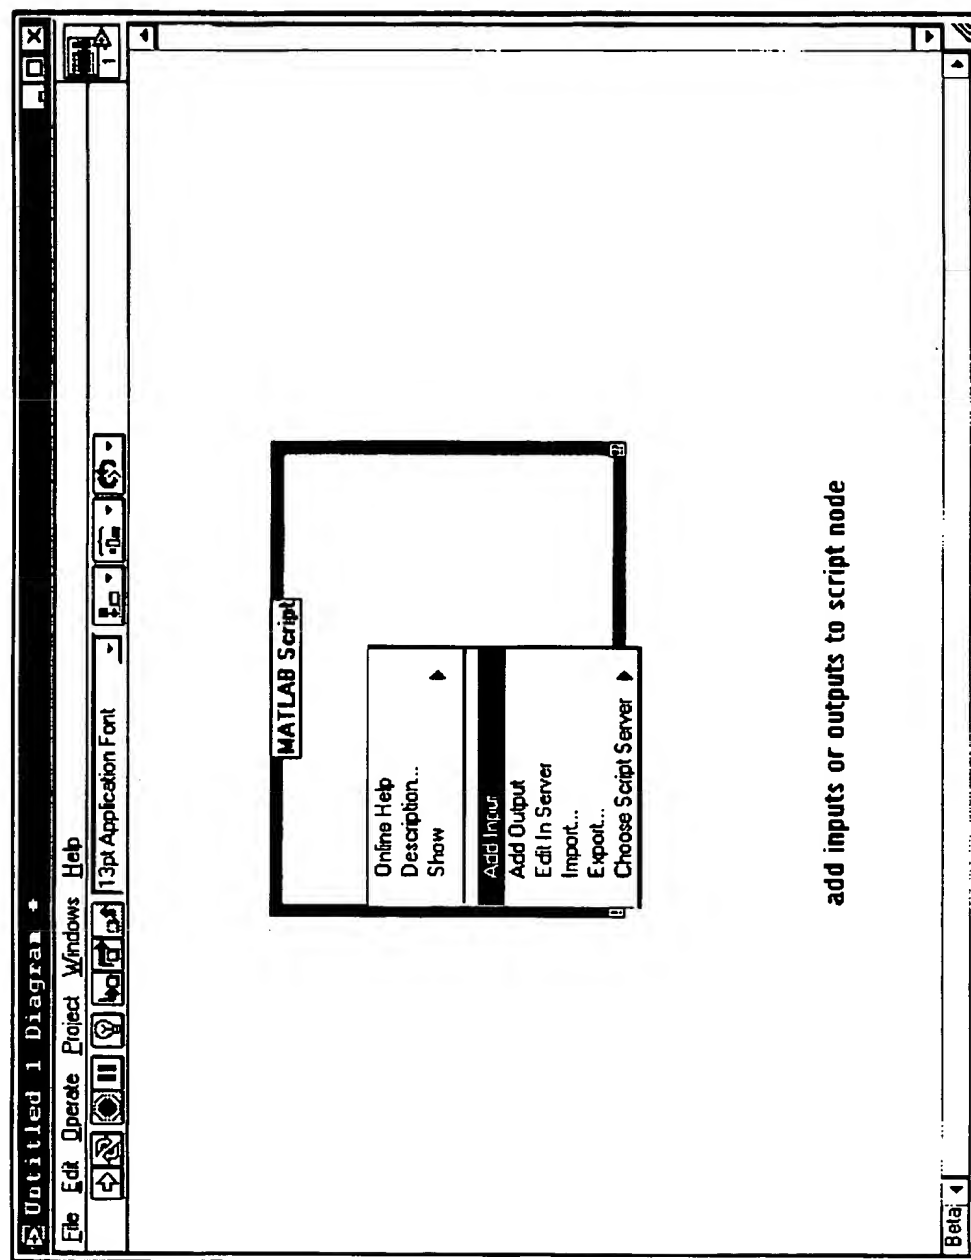 Untitled 1 Diagram *
File Edit Operate Project Windows Help
13pt Application Font
1
MATLAB Script
Online Help
Description...
Show
Add Input
Add Output
Edit In Server
Import...
Export...
Choose Script Server
add inputs or outputs to script node
Beta